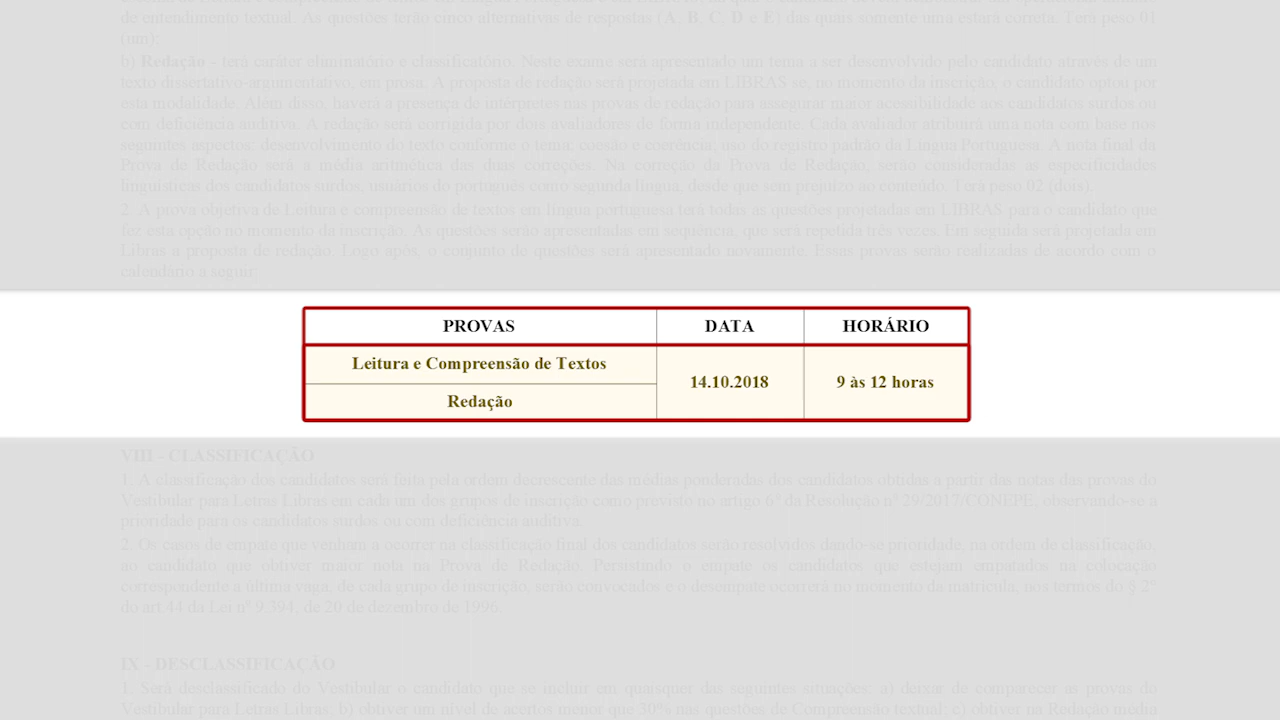 de entendimento textual. As questões terão cinco alternativas de respostas (A, B, C, D e E) das quais somente uma estará correta. Terá peso 01
(um);
b) Redação - terá caráter eliminatório e classificatório. Neste exame será apresentado um tema a ser desenvolvido pelo candidato através de um
texto dissertativo-argumentativo, em prosa. A proposta de redação será projetada em LIBRAS se, no momento da inscrição, o candidato optou por
esta modalidade. Além disso, haverá a presença de intérpretes nas provas de redação para assegurar maior acessibilidade aos candidatos surdos ou
com deficiência auditiva. A redação será corrigida por dois avaliadores de forma independente. Cada avaliador atribuirá uma nota com base nos
seguintes aspectos: desenvolvimento do texto conforme o tema, coesão e coerência, uso do registro padrão da Língua Portuguesa. A nota final da
Prova de Redação será a média aritmética das duas correções. Na correção da Prova de Redação, serão consideradas as especificidades
linguísticas dos candidatos surdos, usuários do português como segunda língua, desde que sem prejuízo ao conteúdo. Terá peso 02 (dois).
2. A prova objetiva de Leitura e compreensão de textos em língua portuguesa terá todas as questões projetadas em LIBRAS para o candidato que
fez esta opção no momento da inscrição. As questões serão apresentadas em sequência, que será repetida três vezes. Em seguida será projetada em
Libras a proposta de redação. Logo após, o conjunto de questões será apresentado novamente. Essas provas serão realizadas de acordo com o
calendário a seguir:
PROVAS DATA HORÁRIO
Leitura e Compreensão de Textos
14.10.2018 9 às 12 horas
Redação
VIII - CLASSIFICAÇÃO
1. A classificação dos candidatos será feita pela ordem decrescente das médias ponderadas dos candidatos obtidas a partir das notas das provas do
Vestibular para Letras Libras em cada um dos grupos de inscrição como previsto no artigo 6º da Resolução nº 29/2017/CONEPE, observando-se a
prioridade para os candidatos surdos ou com deficiência auditiva.
2. Os casos de empate que venham a ocorrer na classificação final dos candidatos serão resolvidos dando-se prioridade, na ordem de classificação,
ao candidato que obtiver maior nota na Prova de Redação. Persistindo o empate os candidatos que estejam empatados na colocação
correspondente a última vaga, de cada grupo de inscrição, serão convocados e o desempate ocorrerá no momento da matrícula, nos termos do § 2º
do art.44 da Lei nº 9.394, de 20 de dezembro de 1996.
IX - DESCLASSIFICAÇÃO
1. Será desclassificado do Vestibular o candidato que se incluir em quaisquer das seguintes situações: a) deixar de comparecer as provas do
Vestibular para Letras Libras, b) obtiver um nível de acertos menos que 30% nas questões de Compreensão textual; c) obtiver na Redação média